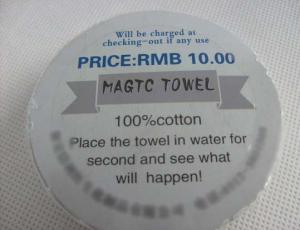 Will be charged at
checking-out if any use
PRICE:RMB 10.00
MAGTC TOWEL
100%cotton
Place the towel in water for
second and see what
will happen!